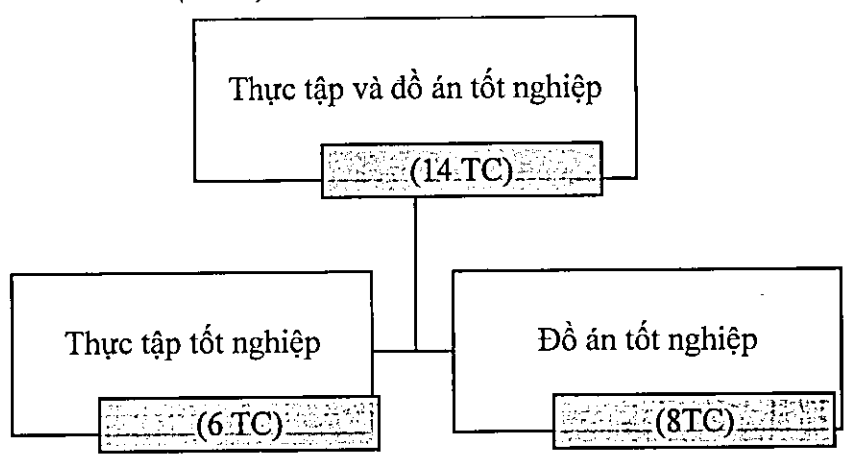 Thực tập và đồ án tốt nghiệp
(14 TC)
Thực tập tốt nghiệp
(6 TC)
Đồ án tốt nghiệp
(8TC)